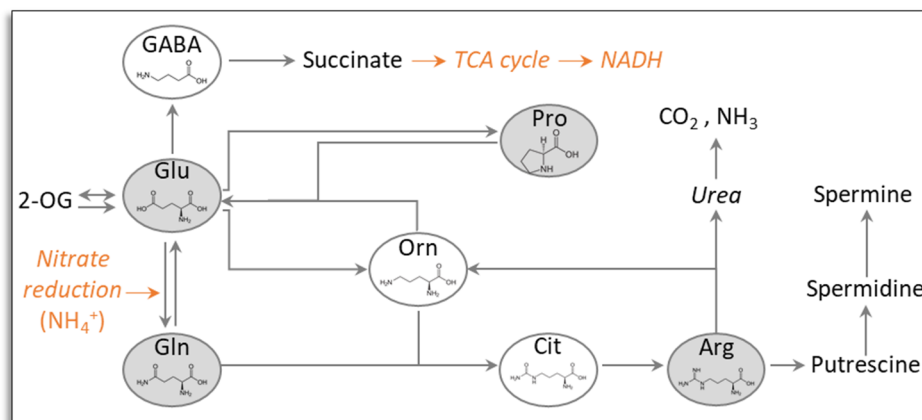 GABA
Succinate
TCA cycle
NADH
Pro
CO2 , NH3
Glu
2-OG
Urea
Spermine
Orn
Nitrate
reduction
(NH4+)
Spermidine
Gln
Cit
Arg
Putrescine